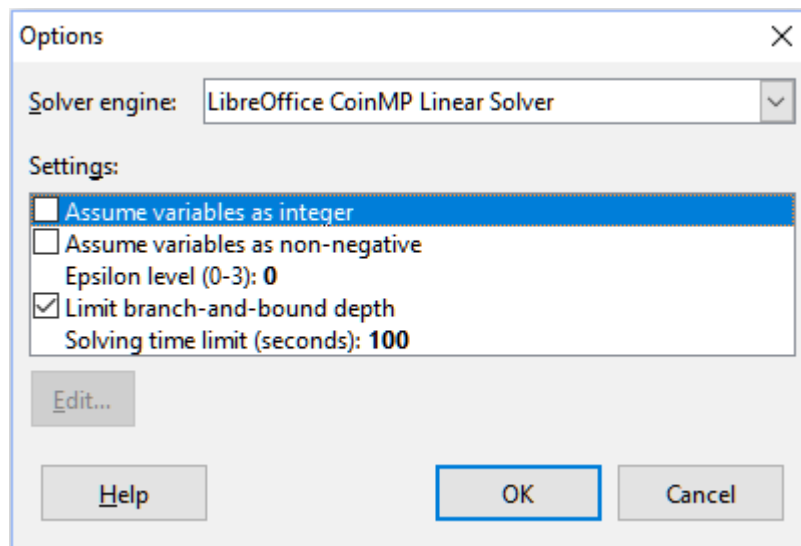 Options
Solver engine: LibreOffice CoinMP Linear Solver
Settings:
Assume variables as integer
Assume variables as non-negative
Epsilon level (0-3): 0
Limit branch-and-bound depth
Solving time limit (seconds): 100
Edit...
Help OK Cancel